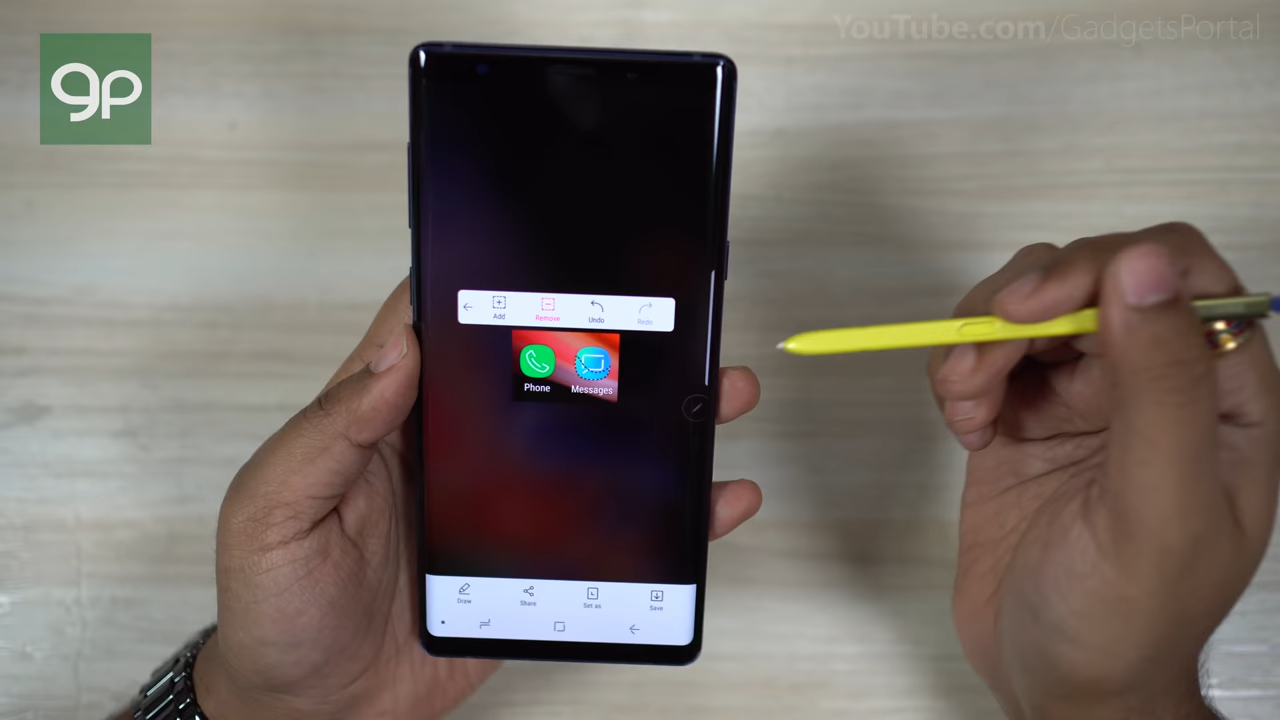 YouTube.com/GadgetsPortal
gp
Add
Remove
Undo
Redo
Phone
Messages
Draw
Share
Set as
Save